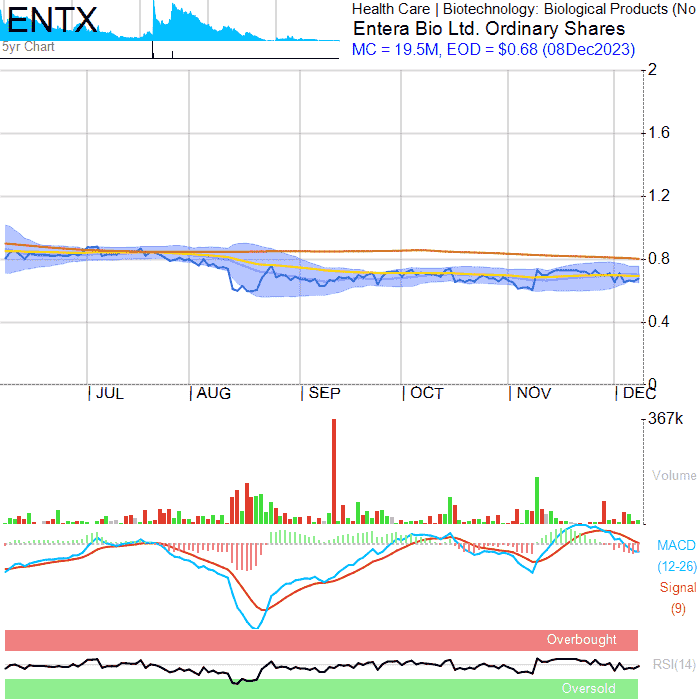 ENTX
5yr Chart
Health Care | Biotechnology: Biological Products (No
Entera Bio Ltd. Ordinary Shares
MC = 19.5M, EOD = $0.68 (08Dec2023)
2
1.6
1.2
0.8
0.4
0
JUL AUG SEP OCT NOV DEC
367k
Volume
MACD
(12-26)
Signal
(9)
Overbought
RSI(14)
Oversold